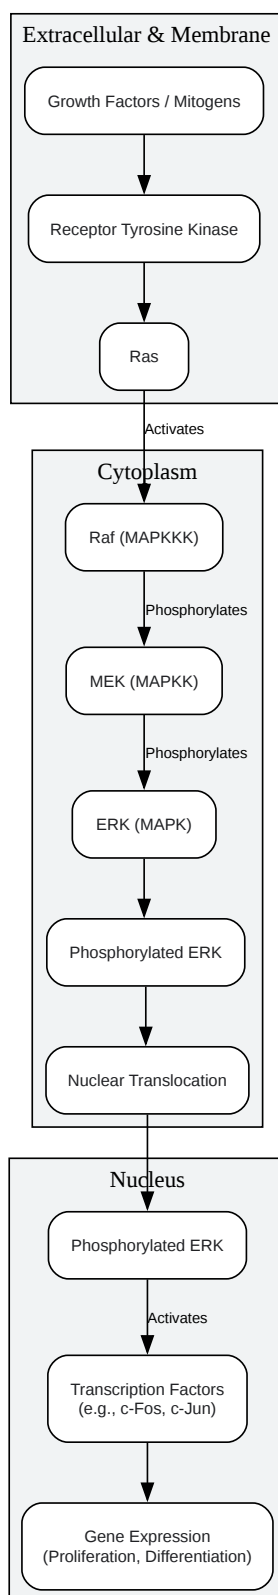 Extracellular & Membrane
Growth Factors / Mitogens
Receptor Tyrosine Kinase
Ras
Activates
Cytoplasm
Raf (MAPKKK)
Phosphorylates
MEK (MAPKK)
Phosphorylates
ERK (MAPK)
Phosphorylated ERK
Nuclear Translocation
Nucleus
Phosphorylated ERK
Activates
Transcription Factors
(e.g., c-Fos, c-Jun)
Gene Expression
(Proliferation, Differentiation)